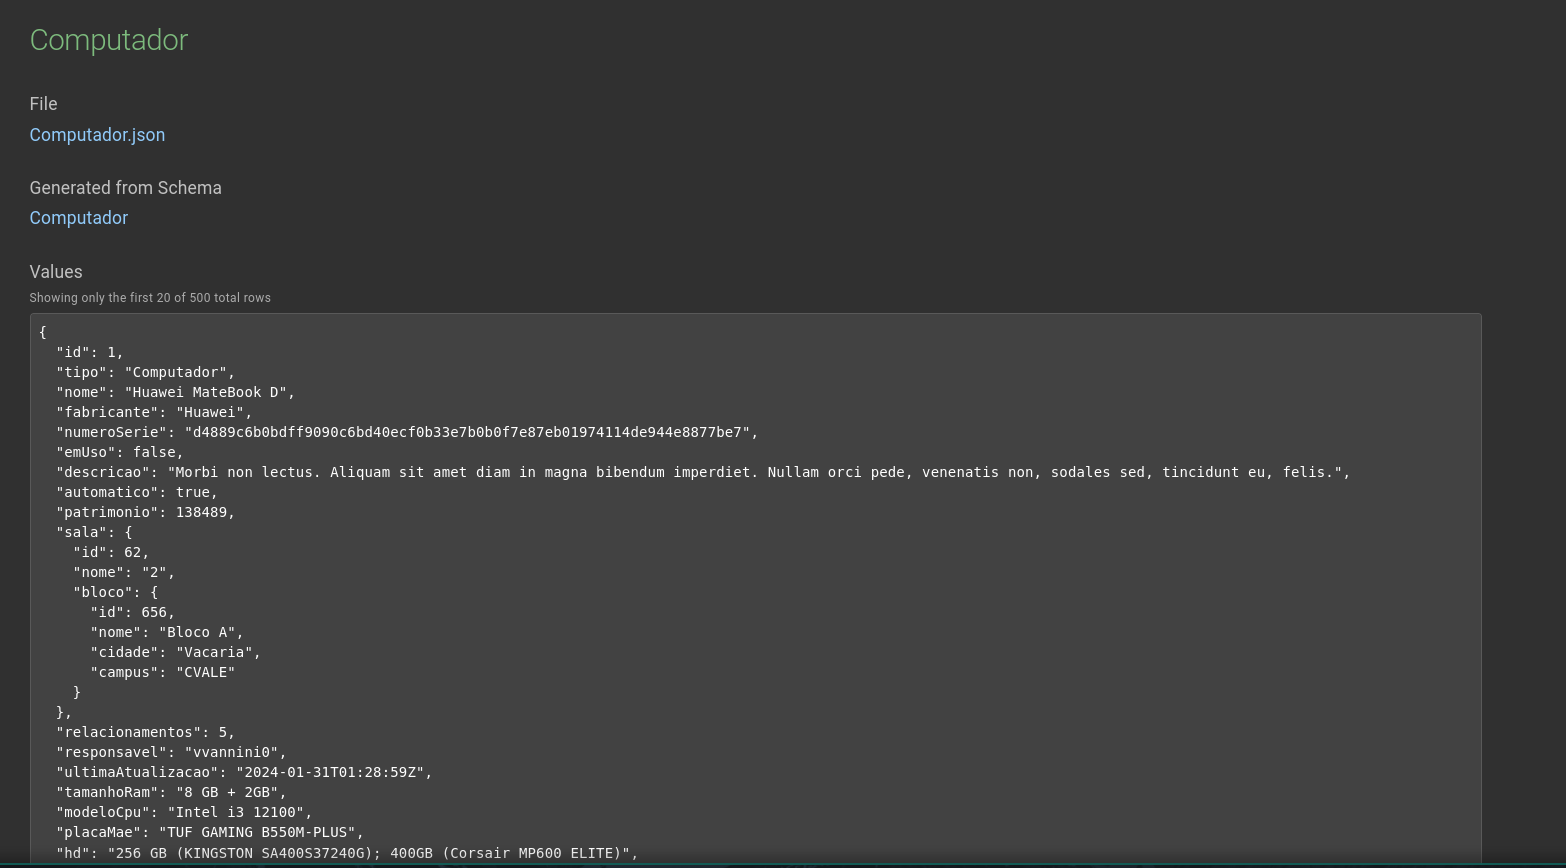 Computador
File
Computador.json
Generated from Schema
Computador
Values
Showing only the first 20 of 500 total rows
{
  "id": 1,
  "tipo": "Computador",
  "nome": "Huawei MateBook D",
  "fabricante": "Huawei",
  "numeroSerie": "d4889c6b0bdff9090c6bd40ecf0b33e7b0b0f7e87eb01974114de944e8877be7",
  "emUso": false,
  "descricao": "Morbi non lectus. Aliquam sit amet diam in magna bibendum imperdiet. Nullam orci pede, venenatis non, sodales sed, tincidunt eu, felis.",
  "automatico": true,
  "patrimonio": 138489,
  "sala": {
    "id": 62,
    "nome": "2",
    "bloco": {
      "id": 656,
      "nome": "Bloco A",
      "cidade": "Vacaria",
      "campus": "CVALE"
    }
  },
  "relacionamentos": 5,
  "responsavel": "vvannini0",
  "ultimaAtualizacao": "2024-01-31T01:28:59Z",
  "tamanhoRam": "8 GB + 2GB",
  "modeloCpu": "Intel i3 12100",
  "placaMae": "TUF GAMING B550M-PLUS",
  "hd": "256 GB (KINGSTON SA400S37240G); 400GB (Corsair MP600 ELITE)",